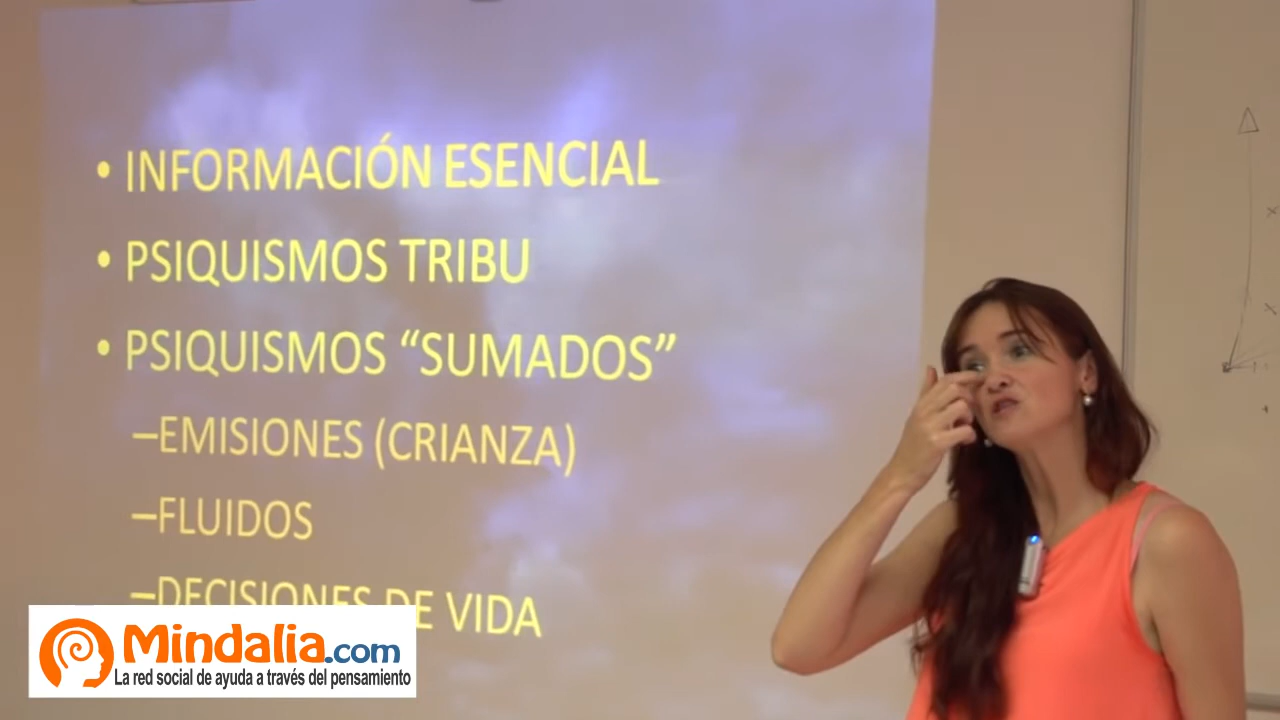 • INFORMACIÓN ESENCIAL
• PSIQUISMOS TRIBU
• PSIQUISMOS “SUMADOS”
–EMISIONES (CRIANZA)
–FLUIDOS
–DECISIONES DE VIDA
Mindalia.com
La red social de ayuda a través del pensamiento